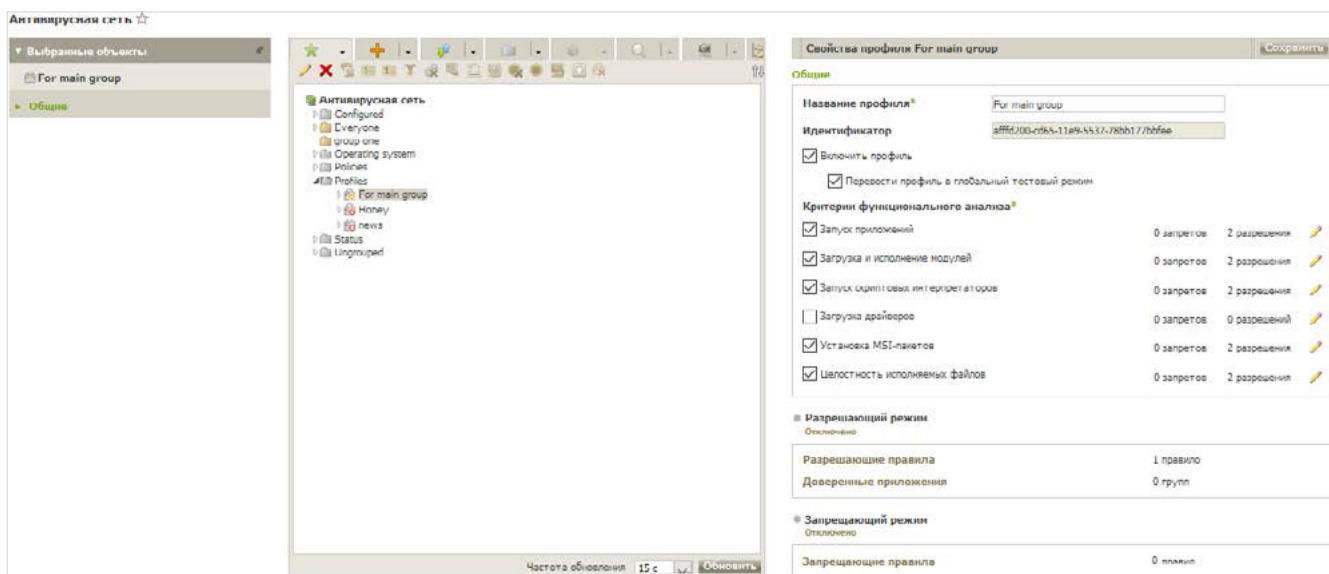 Антивирусная сеть
Выбранные объекты
For main group
Общие
Антивирусная сеть
Configured
Everyone
group one
Operating system
Policies
Profiles
For main group
Honey
news
Status
Ungrouped
Частота обновления 15 с Обновить
Свойства профиля For main group Сохранить
Общие
Название профиля* For main group
Идентификатор afffd200-cd65-11e9-5537-78bb177bbfee
Включить профиль
Перевести профиль в глобальный тестовый режим
Критерии функционального анализа*
Запуск приложений 0 запретов 2 разрешения
Загрузка и исполнение модулей 0 запретов 2 разрешения
Запуск скриптовых интерпретаторов 0 запретов 2 разрешения
Загрузка драйверов 0 запретов 0 разрешений
Установка MSI-пакетов 0 запретов 2 разрешения
Целостность исполняемых файлов 0 запретов 2 разрешения
Разрешающий режим
Отключено
Разрешающие правила 1 правило
Доверенные приложения 0 групп
Запрещающий режим
Отключено
Запрещающие правила 0 правил